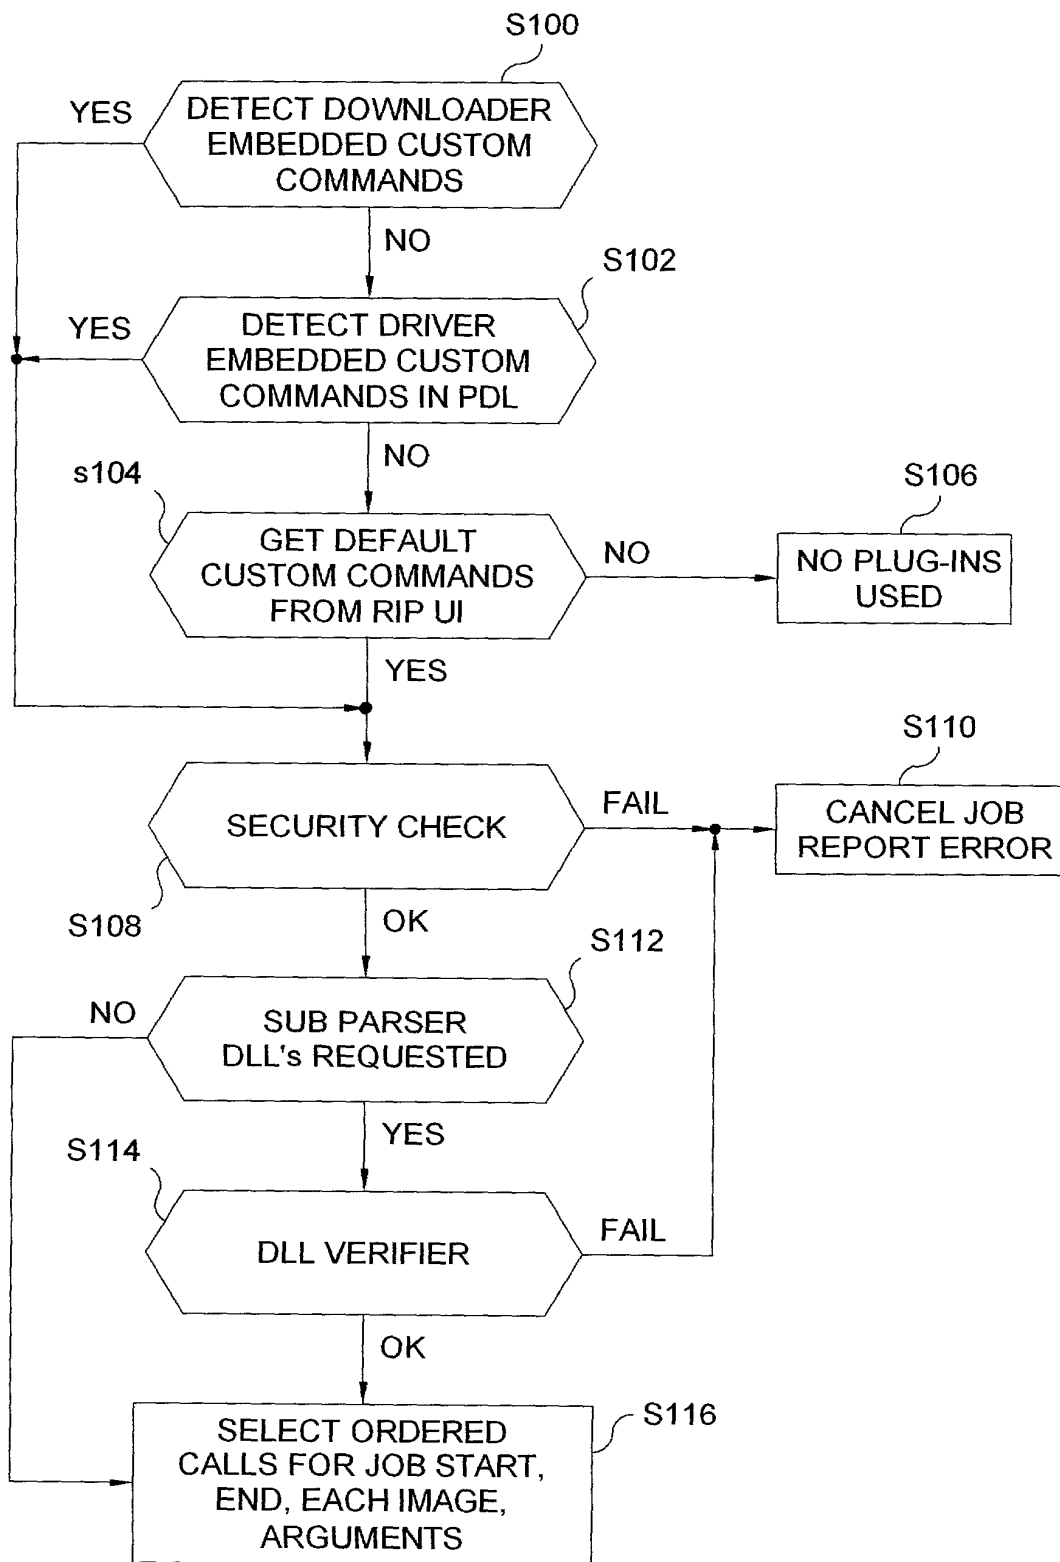 S100
YES
DETECT DOWNLOADER
EMBEDDED CUSTOM
COMMANDS
NO
S102
YES
DETECT DRIVER
EMBEDDED CUSTOM
COMMANDS IN PDL
NO
s104
S106
GET DEFAULT
CUSTOM COMMANDS
FROM RIP UI
NO
NO PLUG-INS
USED
YES
S110
SECURITY CHECK
FAIL
CANCEL JOB
REPORT ERROR
S108
OK
S112
NO
SUB PARSER
DLL's REQUESTED
YES
S114
DLL VERIFIER
FAIL
OK
S116
SELECT ORDERED
CALLS FOR JOB START,
END, EACH IMAGE,
ARGUMENTS